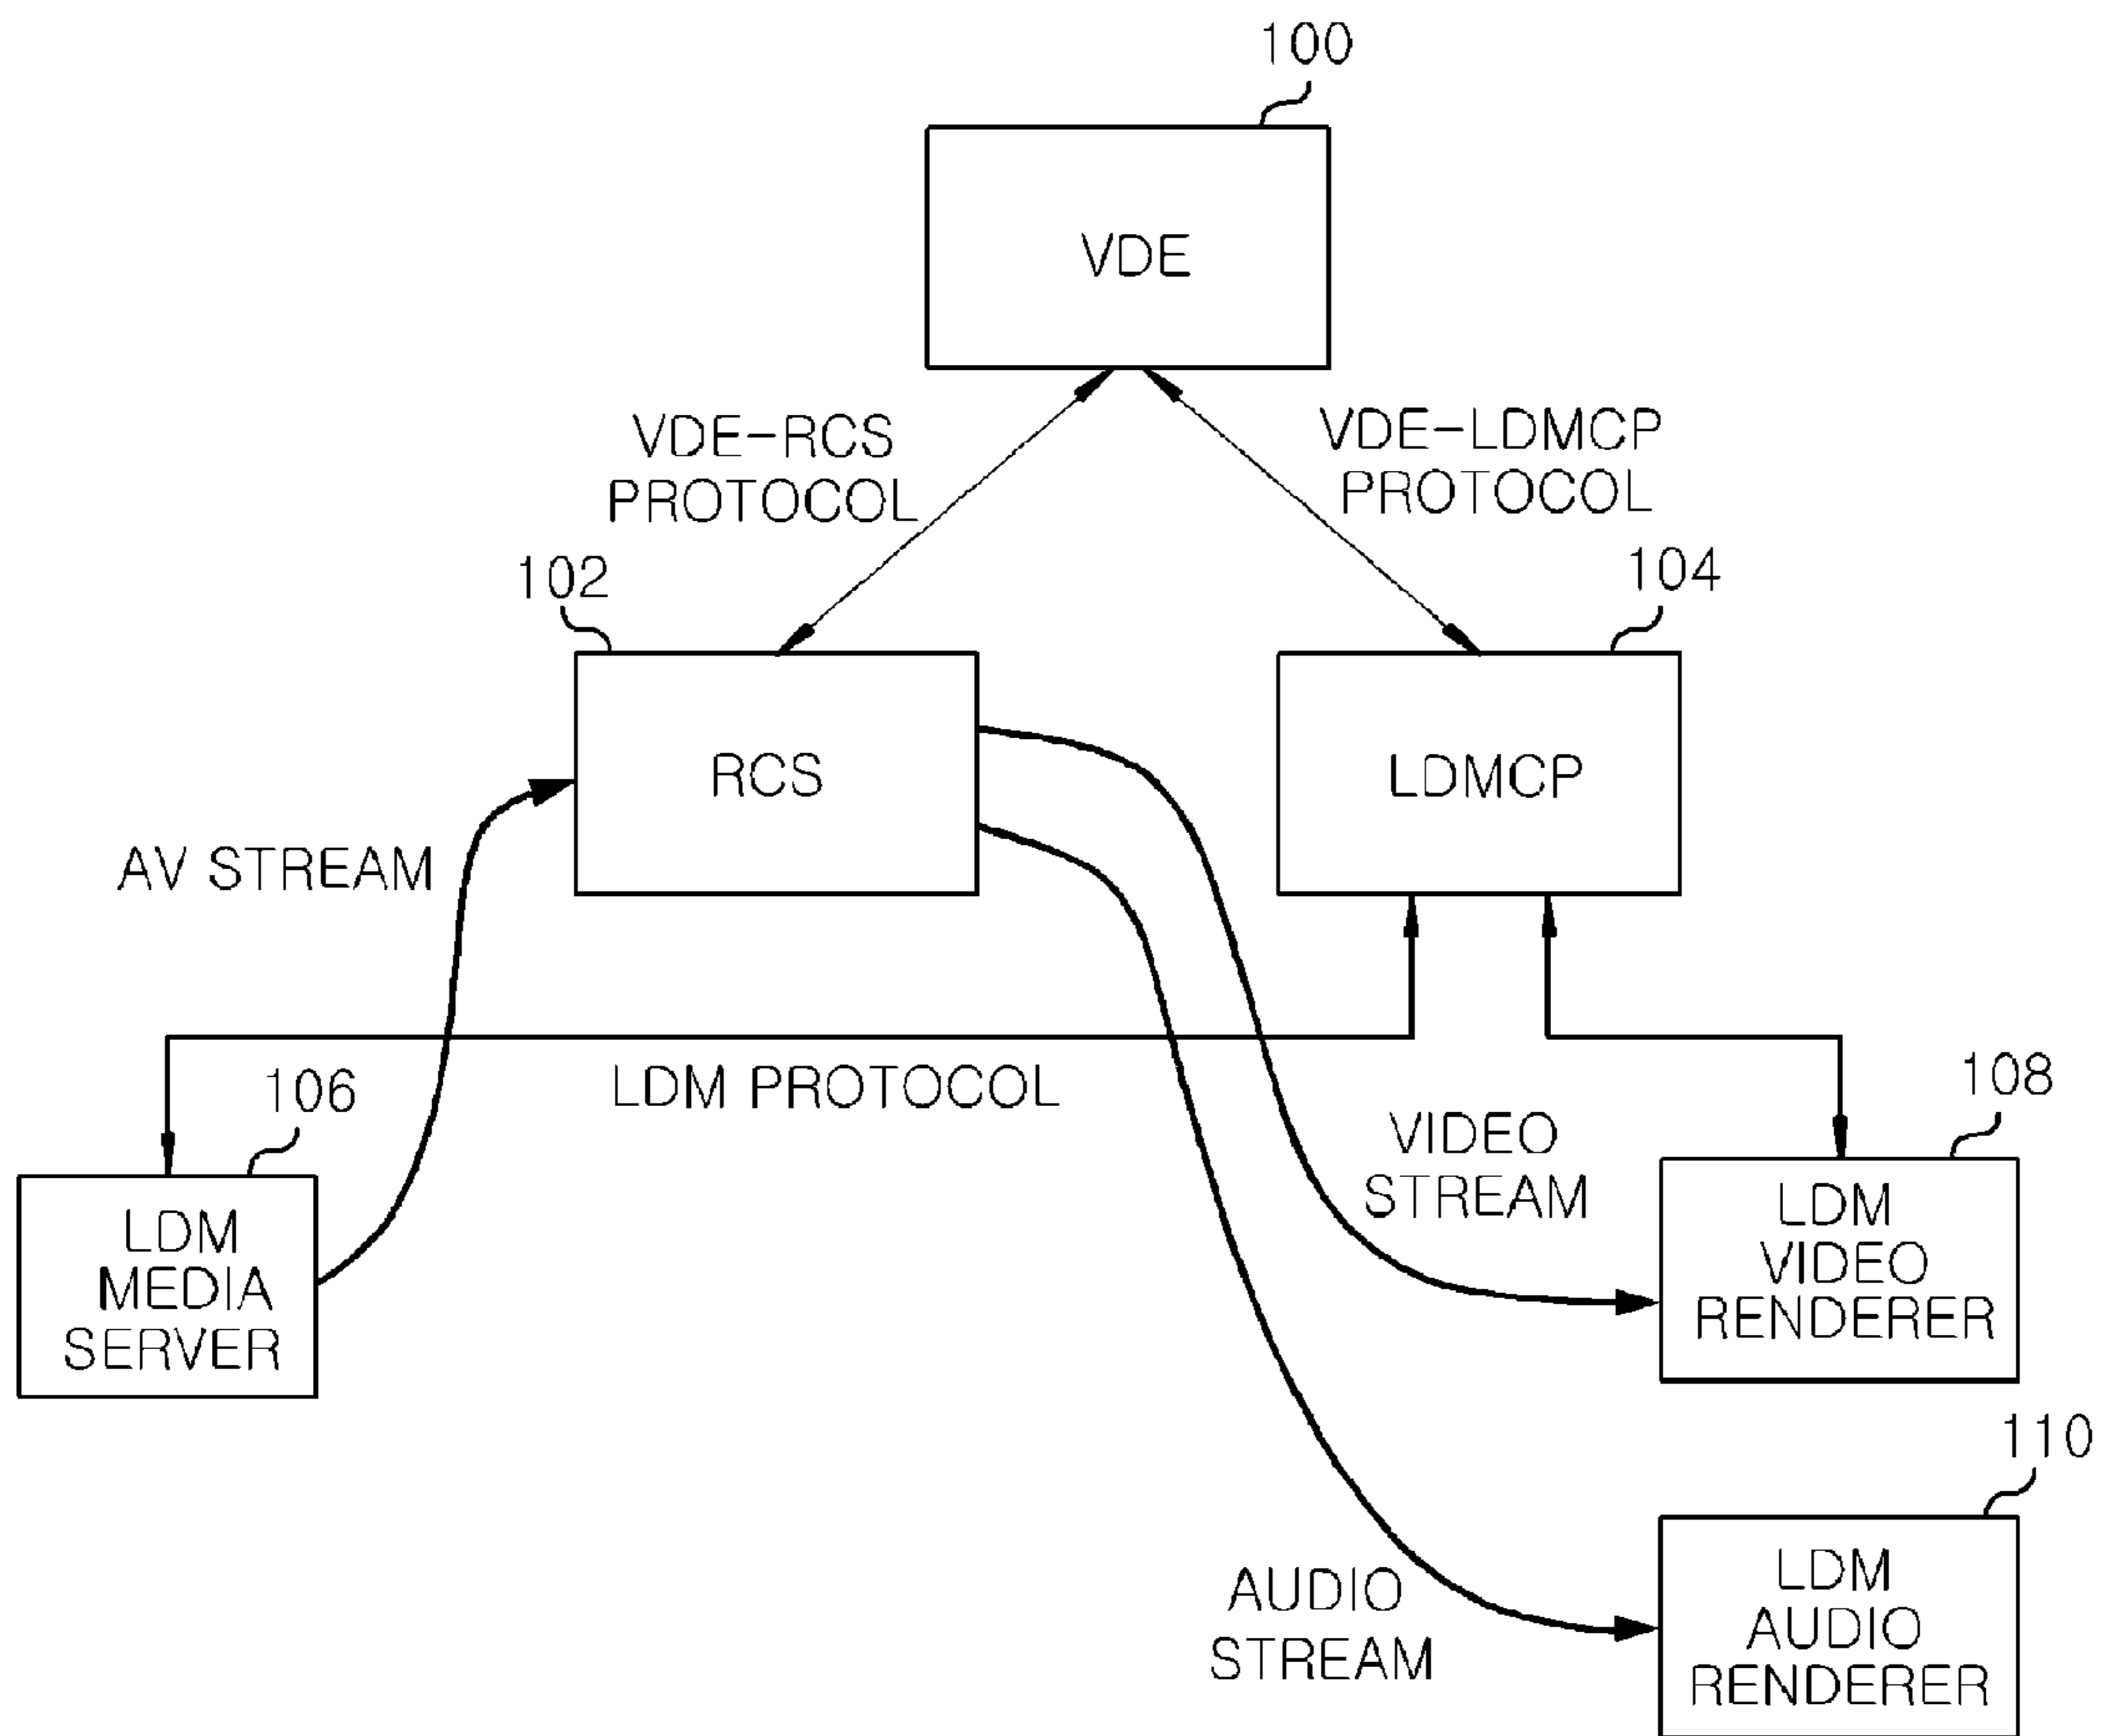 100
VDE
VDE-RCS
PROTOCOL
VDE-LDMCP
PROTOCOL
102
104
RCS
LDMCP
AV STREAM
LDM PROTOCOL
106
108
VIDEO
STREAM
LDM
MEDIA
SERVER
LDM
VIDEO
RENDERER
110
AUDIO
STREAM
LDM
AUDIO
RENDERER